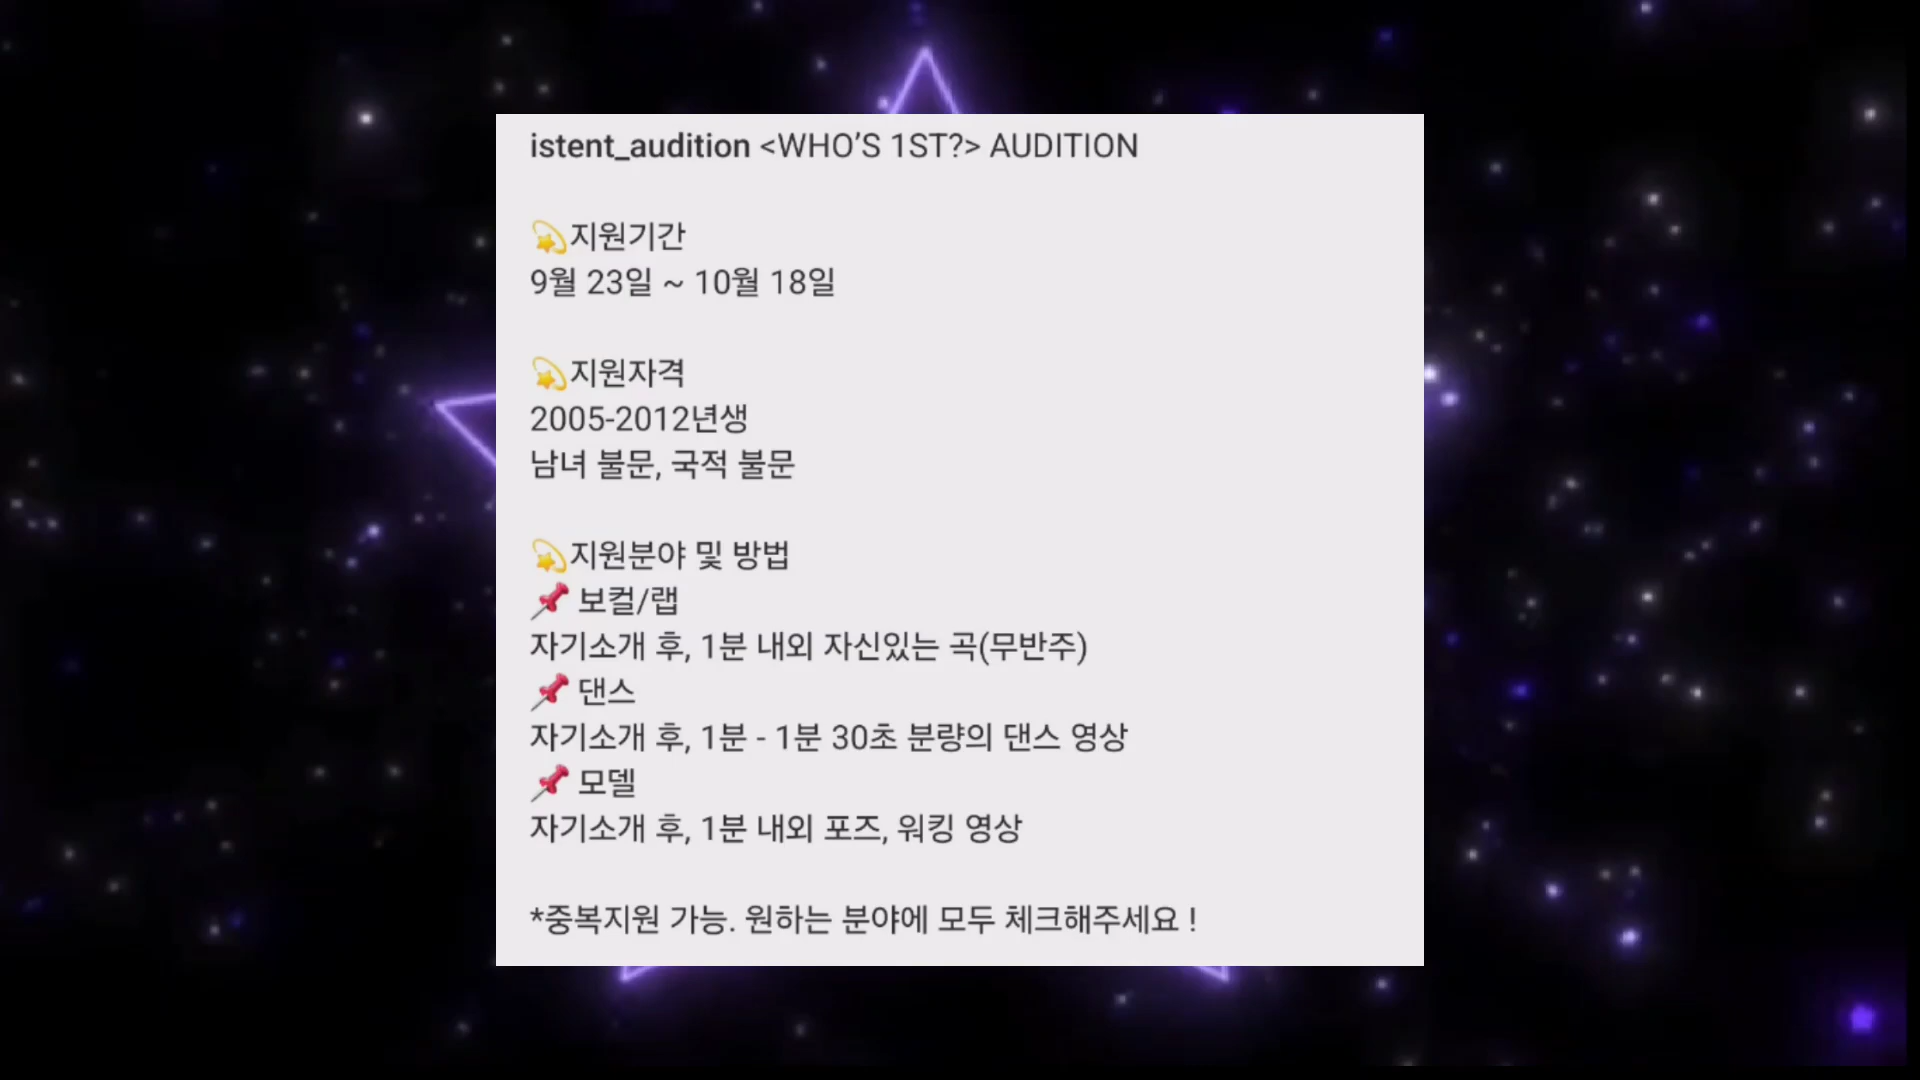 istent_audition <WHO’S 1ST?> AUDITION
💫지원기간
9월 23일 ~ 10월 18일
💫지원자격
2005-2012년생
남녀 불문, 국적 불문
💫지원분야 및 방법
📌 보컬/랩
자기소개 후, 1분 내외 자신있는 곡(무반주)
📌 댄스
자기소개 후, 1분 - 1분 30초 분량의 댄스 영상
📌 모델
자기소개 후, 1분 내외 포즈, 워킹 영상
*중복지원 가능. 원하는 분야에 모두 체크해주세요 !